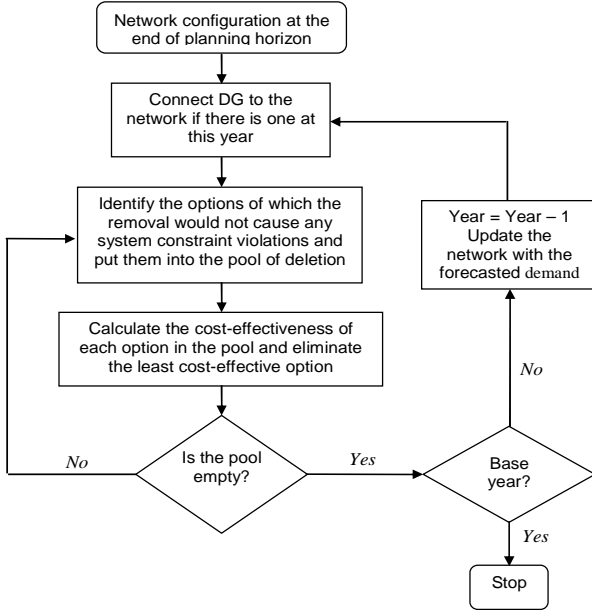 Network configuration at the
end of planning horizon
Connect DG to the
network if there is one at
this year
Identify the options of which the
removal would not cause any
system constraint violations and
put them into the pool of deletion
Calculate the cost-effectiveness of
each option in the pool and eliminate
the least cost-effective option
Is the pool
empty?
No
Yes
Base
year?
No
Year = Year – 1
Update the
network with the
forecasted demand
Yes
Stop